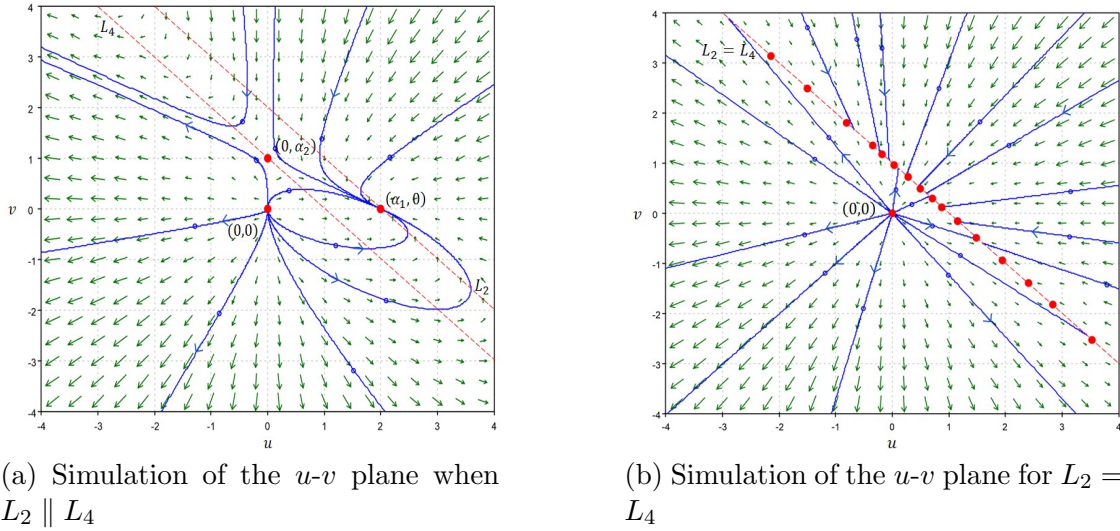 4
3
2
1
v 0
-1
-2
-3
-4
-4 -3 -2 -1 0 1 2 3 4
u
L₄
(0, α₂)
(α₁, θ)
(0,0)
L₂
4
3
2
1
v 0
-1
-2
-3
-4
-4 -3 -2 -1 0 1 2 3 4
u
L₂ = L₄
(0,0)
(a) Simulation of the u-v plane when
L₂ ∥ L₄
(b) Simulation of the u-v plane for L₂ =
L₄